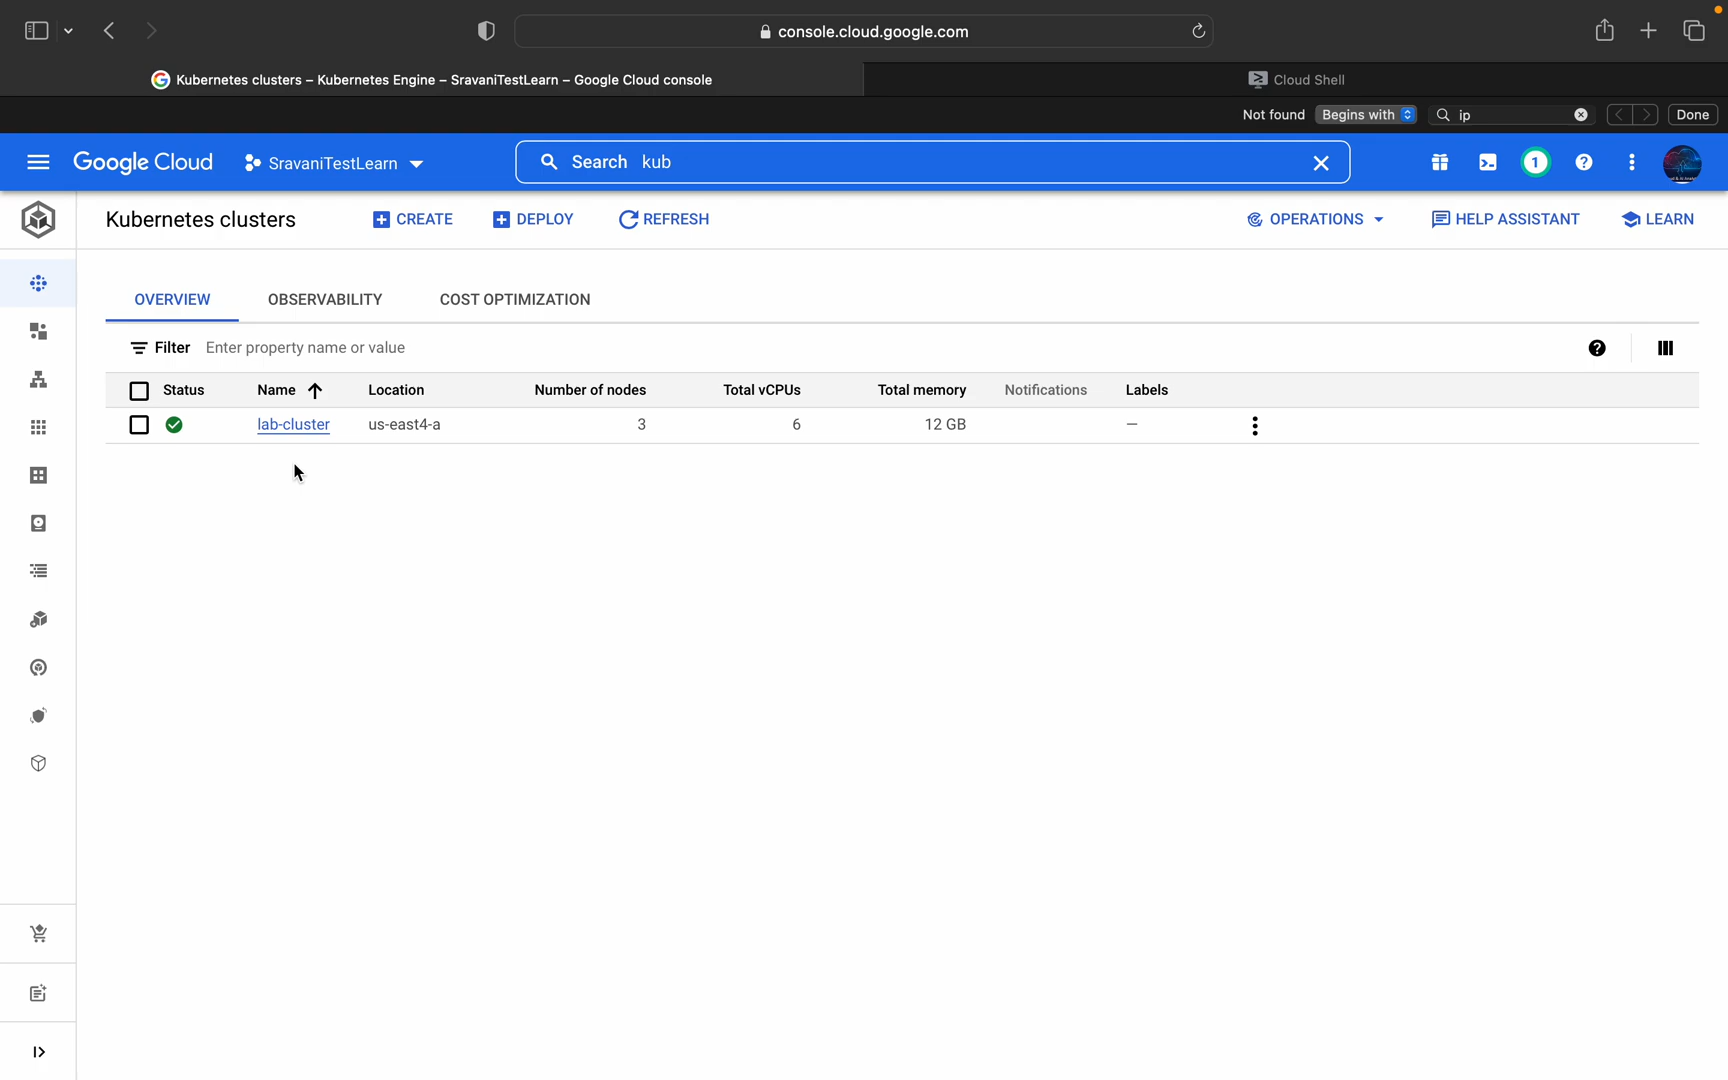 console.cloud.google.com
Kubernetes clusters – Kubernetes Engine – SravaniTestLearn – Google Cloud console
Cloud Shell
Not found
Begins with
ip
Done
Google Cloud
SravaniTestLearn
Search kub
1
Kubernetes clusters
CREATE
DEPLOY
REFRESH
OPERATIONS
HELP ASSISTANT
LEARN
OVERVIEW
OBSERVABILITY
COST OPTIMIZATION
Filter Enter property name or value
Status Name Location Number of nodes Total vCPUs Total memory Notifications Labels
lab-cluster us-east4-a 3 6 12 GB –